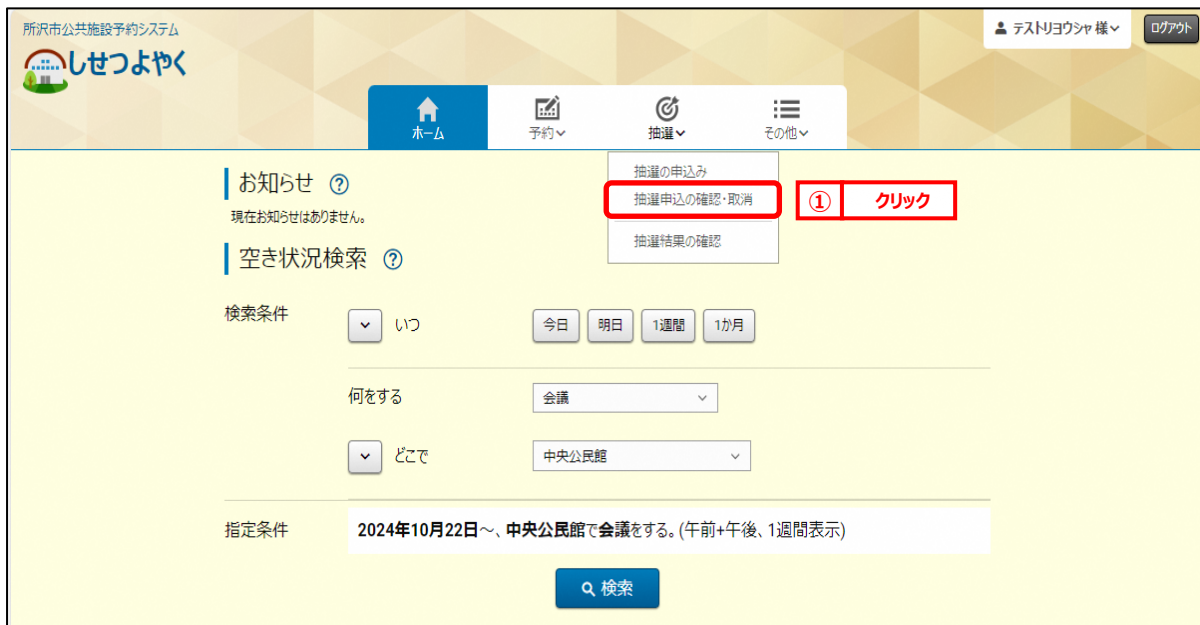 所沢市公共施設予約システム
しせつよやく
テストリヨウシャ 様
ログアウト
ホーム
予約
抽選
その他
抽選の申込み
抽選申込の確認・取消
抽選結果の確認
① クリック
お知らせ ?
現在お知らせはありません。
空き状況検索 ?
検索条件
いつ
今日 明日 1週間 1か月
何をする
会議
どこで
中央公民館
指定条件
2024年10月22日～、中央公民館で会議をする。(午前+午後、1週間表示)
検索